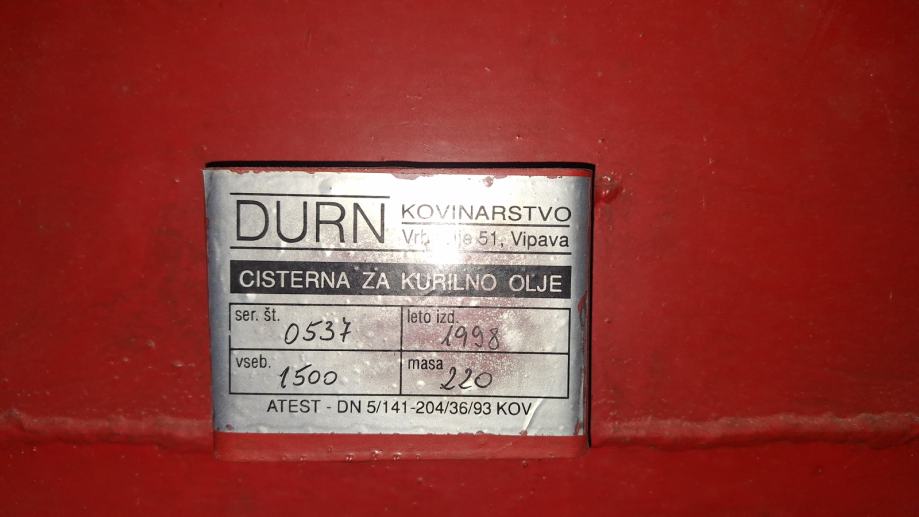 DURN
KOVINARSTVO
51, Vipava
CISTERNA ZA KURILNO OLJE
ser. št. 0537
leto izd. 1998
vseb. 1500
masa 220
ATEST - DN 5/141-204/36/93 KOV